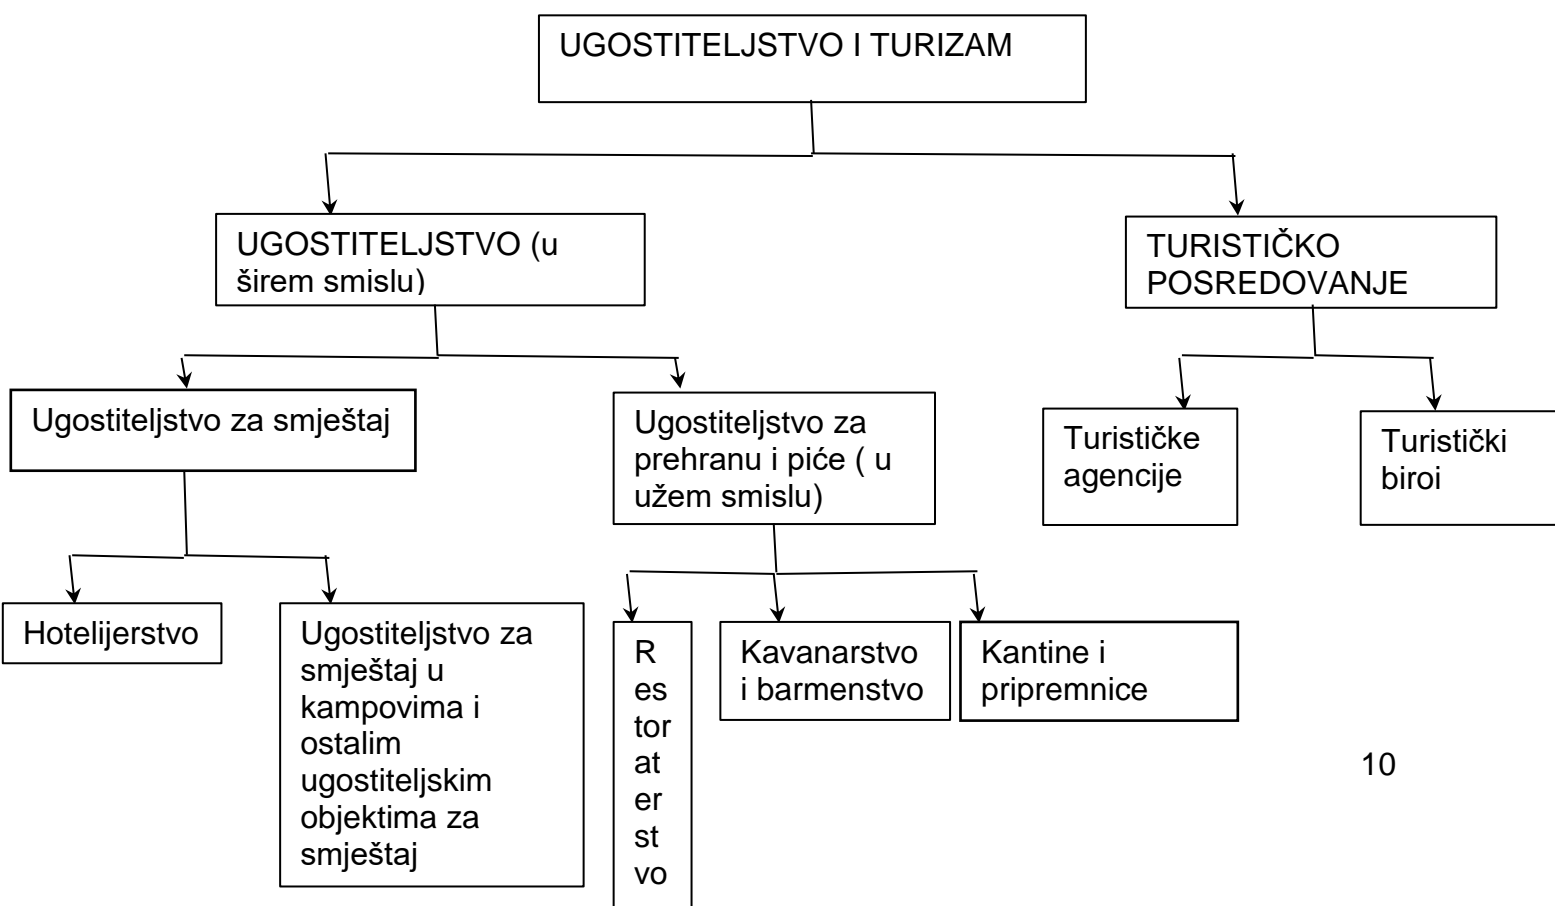 UGOSTITELJSTVO I TURIZAM
UGOSTITELJSTVO (u
širem smislu)
TURISTIČKO
POSREDOVANJE
Ugostiteljstvo za smještaj
Ugostiteljstvo za
prehranu i piće ( u
užem smislu)
Turističke
agencije
Turistički
biroi
Hotelijerstvo
Ugostiteljstvo za
smještaj u
kampovima i
ostalim
ugostiteljskim
objektima za
smještaj
R
es
tor
at
er
st
vo
Kavanarstvo
i barmenstvo
Kantine i
pripremnice
10